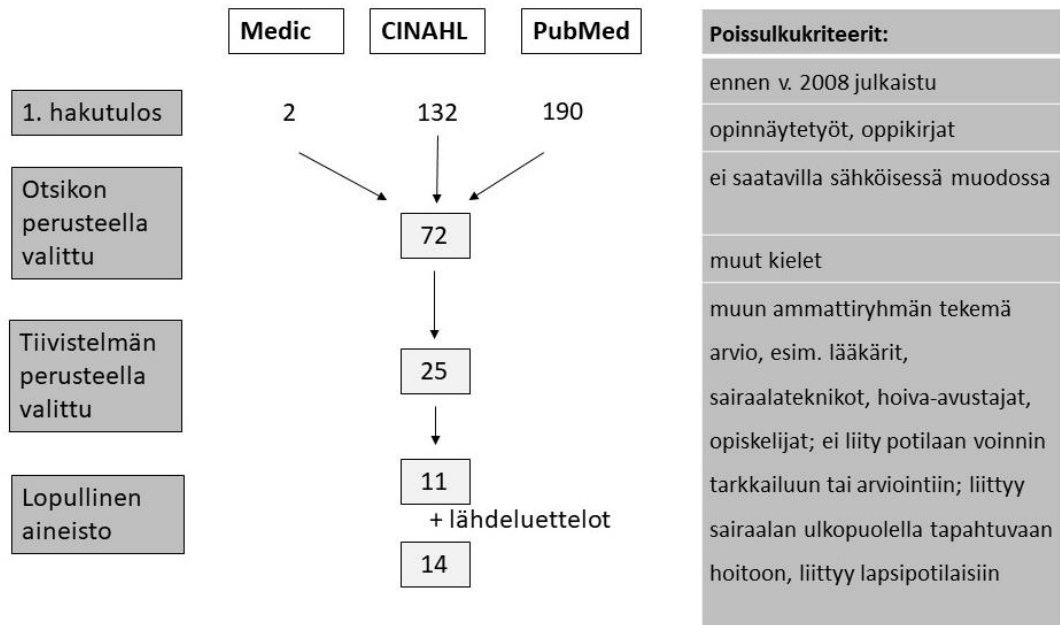 Medic
CINAHL
PubMed
1. hakutulos
2
132
190
Otsikon
perusteella
valittu
72
Tiivistelmän
perusteella
valittu
25
Lopullinen
aineisto
11
+ lähdeluettelot
14
Poissulkukriteerit:
ennen v. 2008 julkaistu
opinnäytetyöt, oppikirjat
ei saatavilla sähköisessä muodossa
muut kielet
muun ammattiryhmän tekemä
arvio, esim. lääkärit,
sairaalateknikot, hoiva-avustajat,
opiskelijat; ei liity potilaan voinnin
tarkkailuun tai arviointiin; liittyy
sairaalan ulkopuolella tapahtuvaan
hoitoon, liittyy lapsipotilaisiin